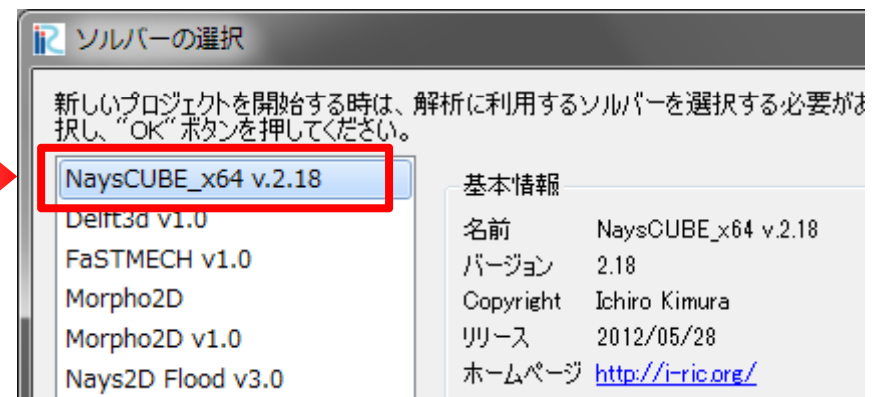 ソルバーの選択
新しいプロジェクトを開始する時は、解析に利用するソルバーを選択する必要があ
択し、"OK" ボタンを押してください。
NaysCUBE_x64 v.2.18
Delft3d v1.0
FaSTMECH v1.0
Morpho2D
Morpho2D v1.0
Nays2D Flood v3.0
基本情報
名前 NaysCUBE_x64 v.2.18
バージョン 2.18
Copyright Ichiro Kimura
リリース 2012/05/28
ホームページ http://i-ric.org/